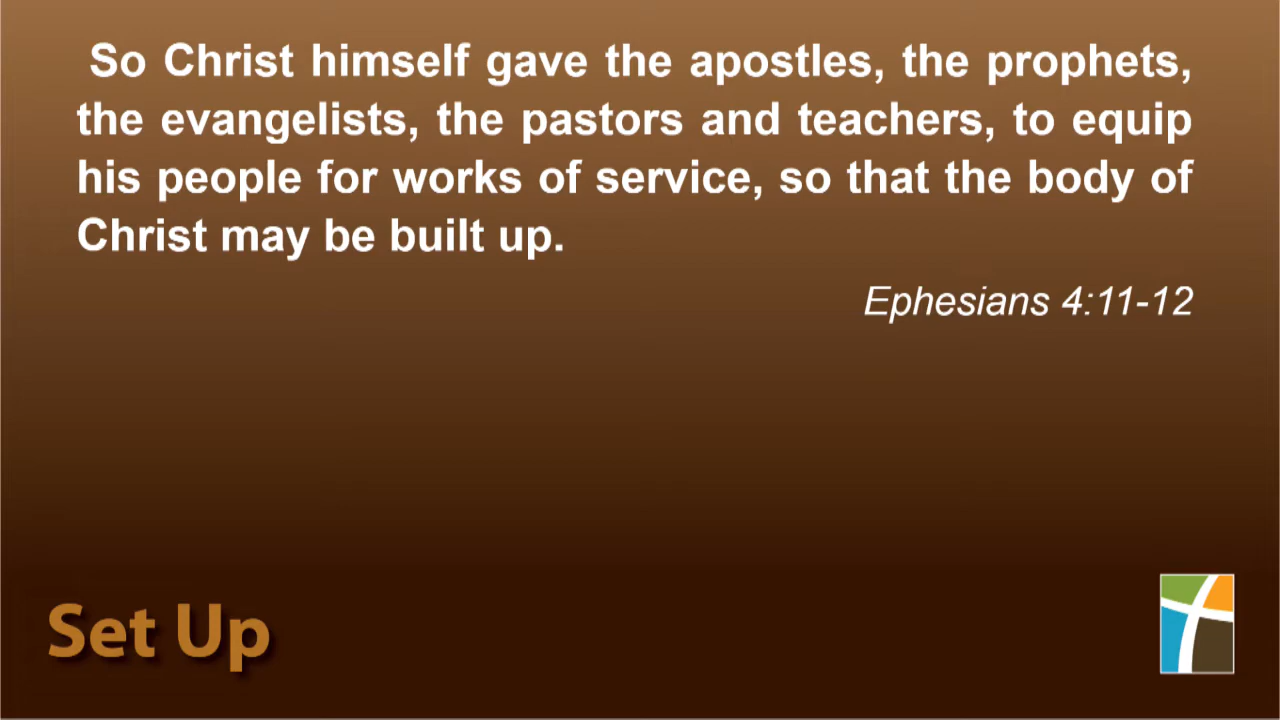 So Christ himself gave the apostles, the prophets,
the evangelists, the pastors and teachers, to equip
his people for works of service, so that the body of
Christ may be built up.
Ephesians 4:11-12
Set Up